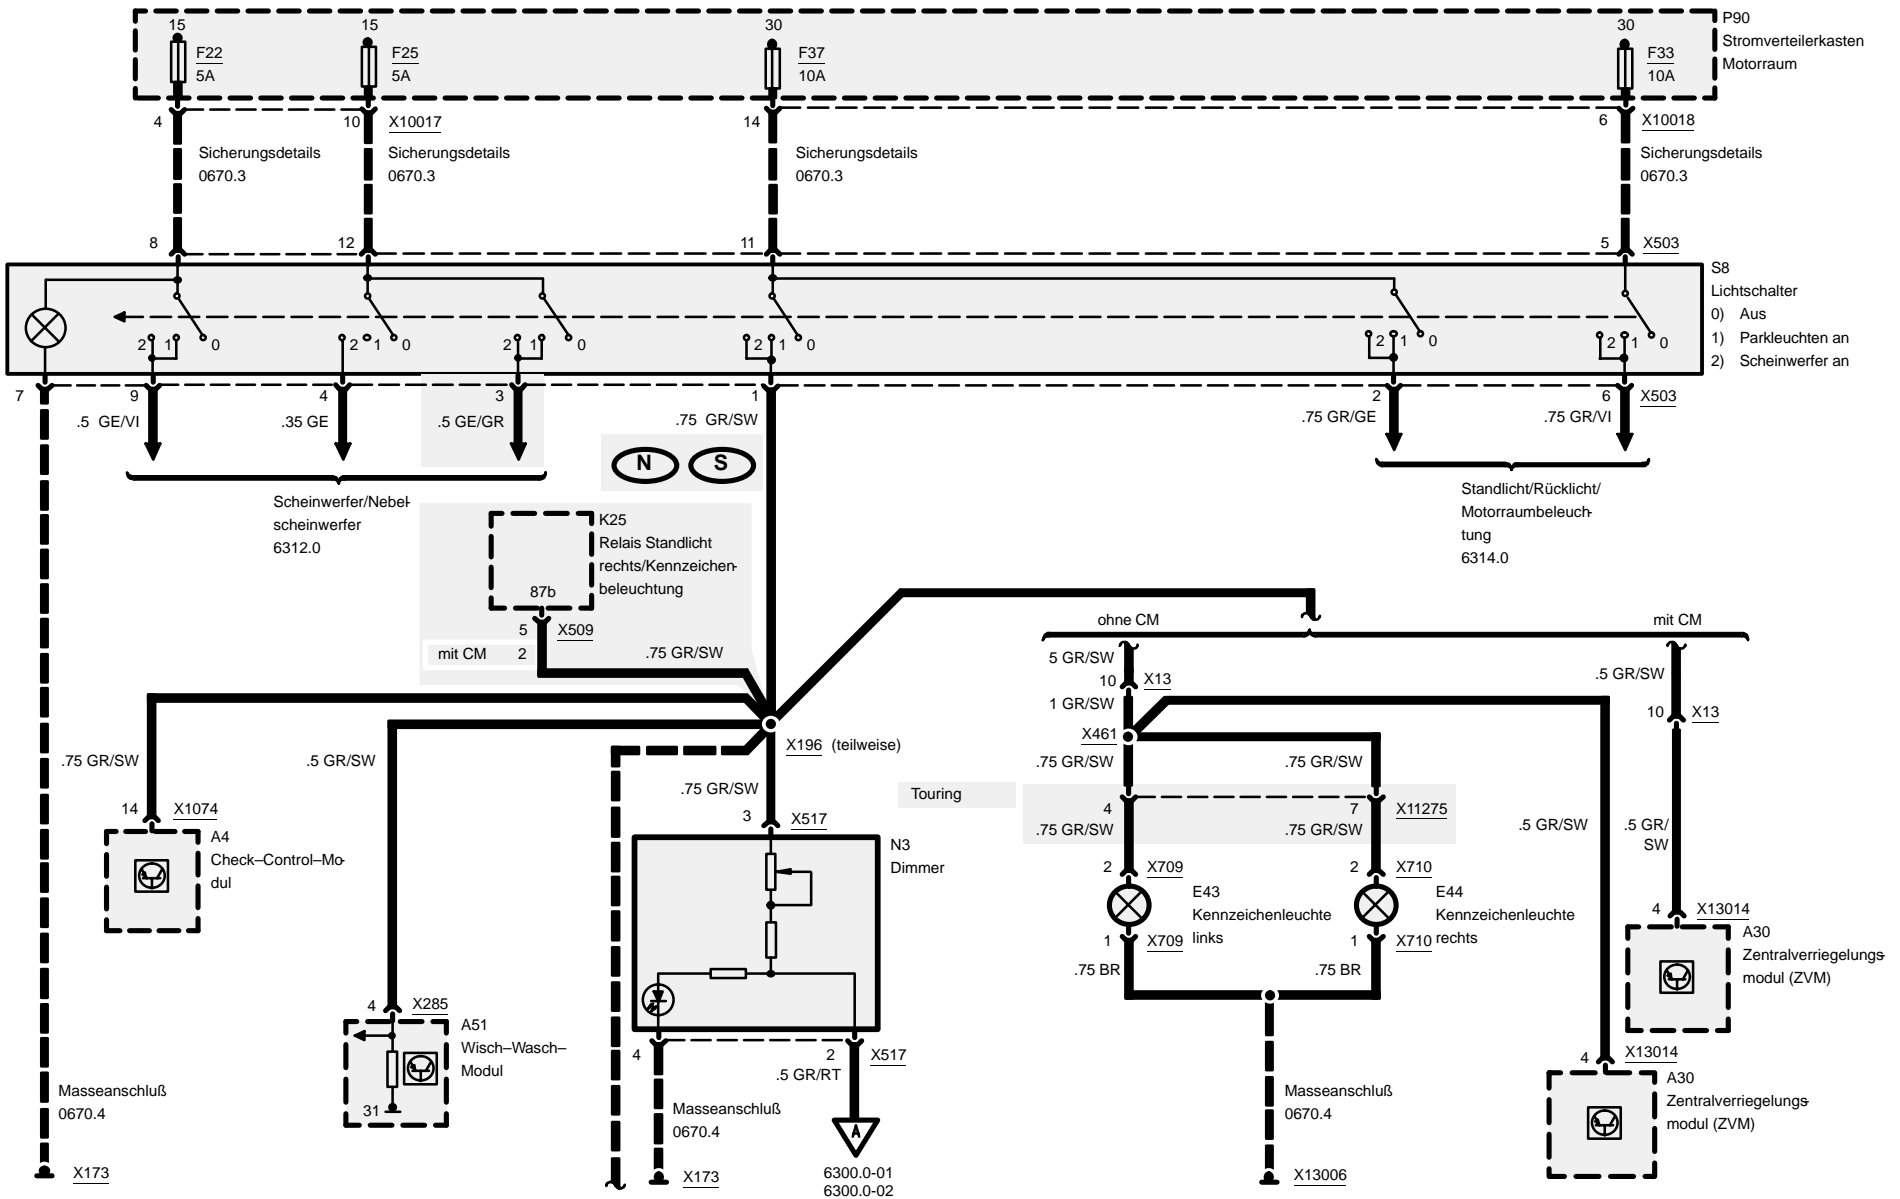 15
15
30
30
P90
Stromverteilerkasten
Motorraum
F22
5A
F25
5A
F37
10A
F33
10A
4
10
X10017
14
6
X10018
Sicherungsdetails
0670.3
Sicherungsdetails
0670.3
Sicherungsdetails
0670.3
Sicherungsdetails
0670.3
8
12
11
5
X503
S8
Lichtschalter
0) Aus
1) Parkleuchten an
2) Scheinwerfer an
2 1 0
2 1 0
2 1 0
2 1 0
2 1 0
2 1 0
7
9
4
3
1
2
6
X503
.5 GE/VI
.35 GE
.5 GE/GR
.75 GR/SW
.75 GR/GE
.75 GR/VI
N
S
Scheinwerfer/Nebel-
scheinwerfer
6312.0
Standlicht/Rücklicht/
Motorraumbeleuch-
tung
6314.0
K25
Relais Standlicht
rechts/Kennzeichen-
beleuchtung
87b
5
X509
mit CM 2
.75 GR/SW
ohne CM
mit CM
5 GR/SW
10
X13
1 GR/SW
X461
.5 GR/SW
10
X13
X196 (teilweise)
.75 GR/SW
.5 GR/SW
.75 GR/SW
.75 GR/SW
.75 GR/SW
Touring
4
7
X11275
.75 GR/SW
.75 GR/SW
.5 GR/SW
.5 GR/
SW
14
X1074
A4
Check–Control–Mo-
dul
3
X517
N3
Dimmer
2
X709
E43
Kennzeichenleuchte
links
1
X709
.75 BR
2
X710
E44
Kennzeichenleuchte
rechts
1
X710
.75 BR
4
X13014
A30
Zentralverriegelungs-
modul (ZVM)
4
X285
A51
Wisch–Wasch–
Modul
31
4
2
X517
.5 GR/RT
4
X13014
A30
Zentralverriegelungs-
modul (ZVM)
Masseanschluß
0670.4
X173
Masseanschluß
0670.4
X173
A
6300.0-01
6300.0-02
Masseanschluß
0670.4
X13006